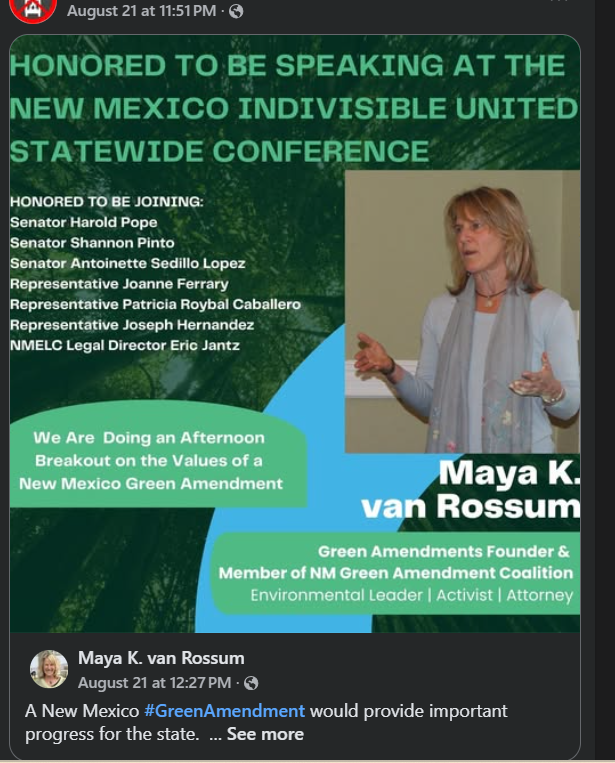 August 21 at 11:51 PM ·
HONORED TO BE SPEAKING AT THE
NEW MEXICO INDIVISIBLE UNITED
STATEWIDE CONFERENCE
HONORED TO BE JOINING:
Senator Harold Pope
Senator Shannon Pinto
Senator Antoinette Sedillo Lopez
Representative Joanne Ferrary
Representative Patricia Roybal Caballero
Representative Joseph Hernandez
NMELC Legal Director Eric Jantz
We Are Doing an Afternoon
Breakout on the Values of a
New Mexico Green Amendment
Maya K.
van Rossum
Green Amendments Founder &
Member of NM Green Amendment Coalition
Environmental Leader | Activist | Attorney
Maya K. van Rossum
August 21 at 12:27 PM ·
A New Mexico #GreenAmendment would provide important
progress for the state. ... See more